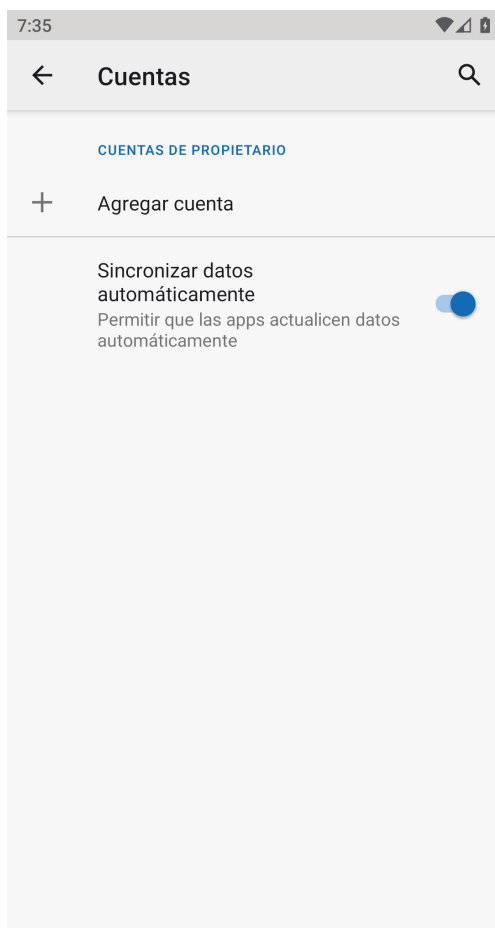 7:35
Cuentas
CUENTAS DE PROPIETARIO
Agregar cuenta
Sincronizar datos
automáticamente
Permitir que las apps actualicen datos
automáticamente